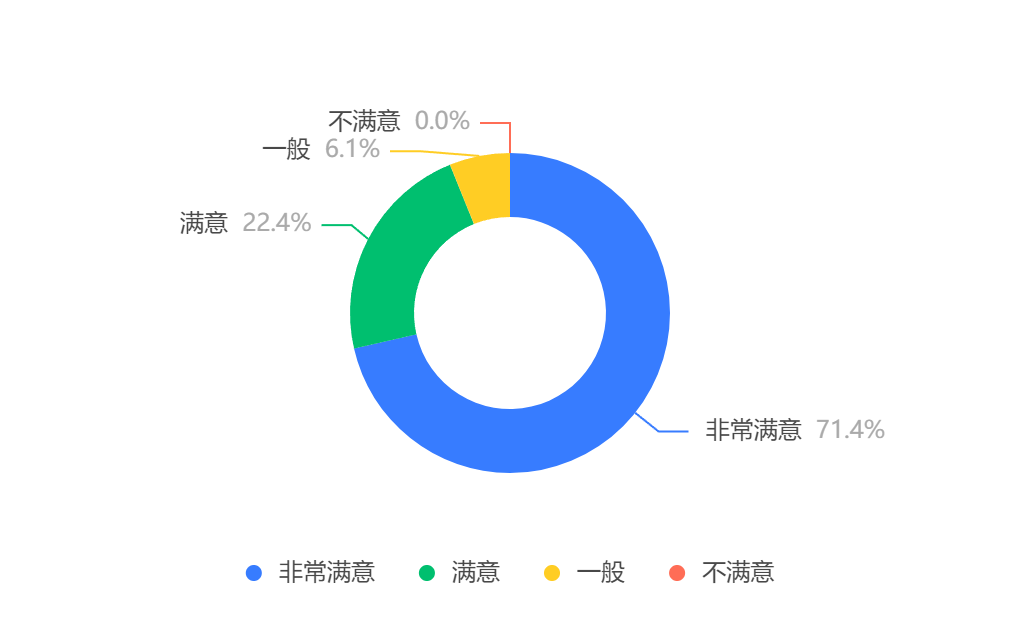 不满意 0.0%
一般 6.1%
满意 22.4%
非常满意 71.4%
非常满意 满意 一般 不满意